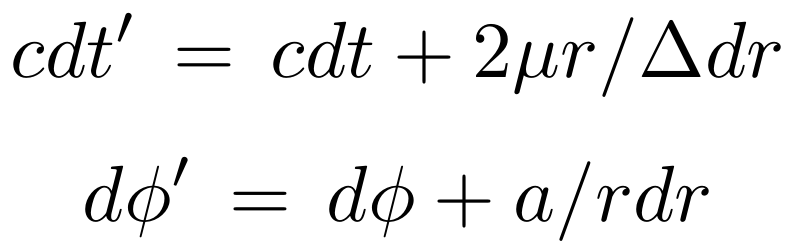 cdt′ = cdt + 2μr/Δdr
dϕ′ = dϕ + a/rdr